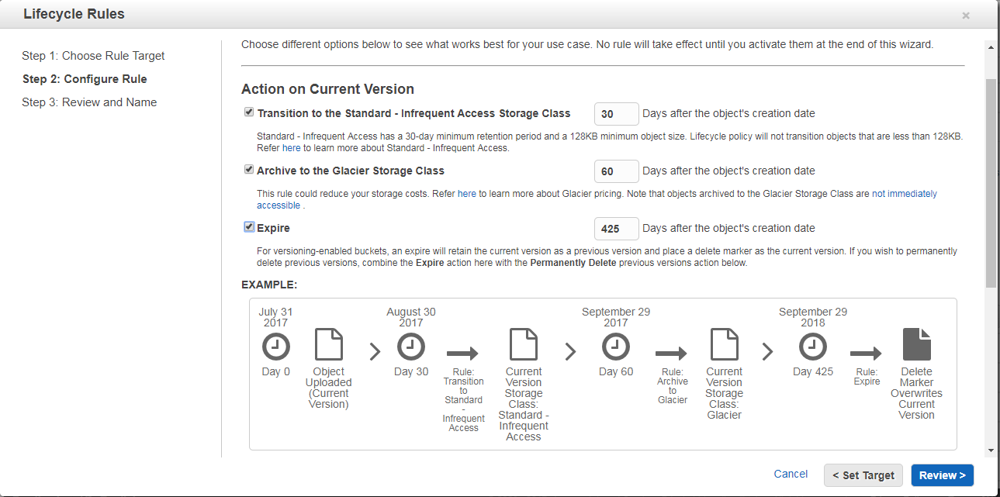 Lifecycle Rules
×
Step 1: Choose Rule Target
Step 2: Configure Rule
Step 3: Review and Name
Choose different options below to see what works best for your use case. No rule will take effect until you activate them at the end of this wizard.
Action on Current Version
Transition to the Standard - Infrequent Access Storage Class 30 Days after the object's creation date
Standard - Infrequent Access has a 30-day minimum retention period and a 128KB minimum object size. Lifecycle policy will not transition objects that are less than 128KB.
Refer here to learn more about Standard - Infrequent Access.
Archive to the Glacier Storage Class 60 Days after the object's creation date
This rule could reduce your storage costs. Refer here to learn more about Glacier pricing. Note that objects archived to the Glacier Storage Class are not immediately
accessible .
Expire 425 Days after the object's creation date
For versioning-enabled buckets, an expire will retain the current version as a previous version and place a delete marker as the current version. If you wish to permanently
delete previous versions, combine the Expire action here with the Permanently Delete previous versions action below.
EXAMPLE:
July 31
2017
Day 0
Object
Uploaded
(Current
Version)
August 30
2017
Day 30
Rule:
Transition
to
Standard
-
Infrequent
Access
Current
Version
Storage
Class:
Standard -
Infrequent
Access
September 29
2017
Day 60
Rule:
Archive
to
Glacier
Current
Version
Storage
Class:
Glacier
September 29
2018
Day 425
Rule:
Expire
Delete
Marker
Overwrites
Current
Version
Cancel
< Set Target
Review >